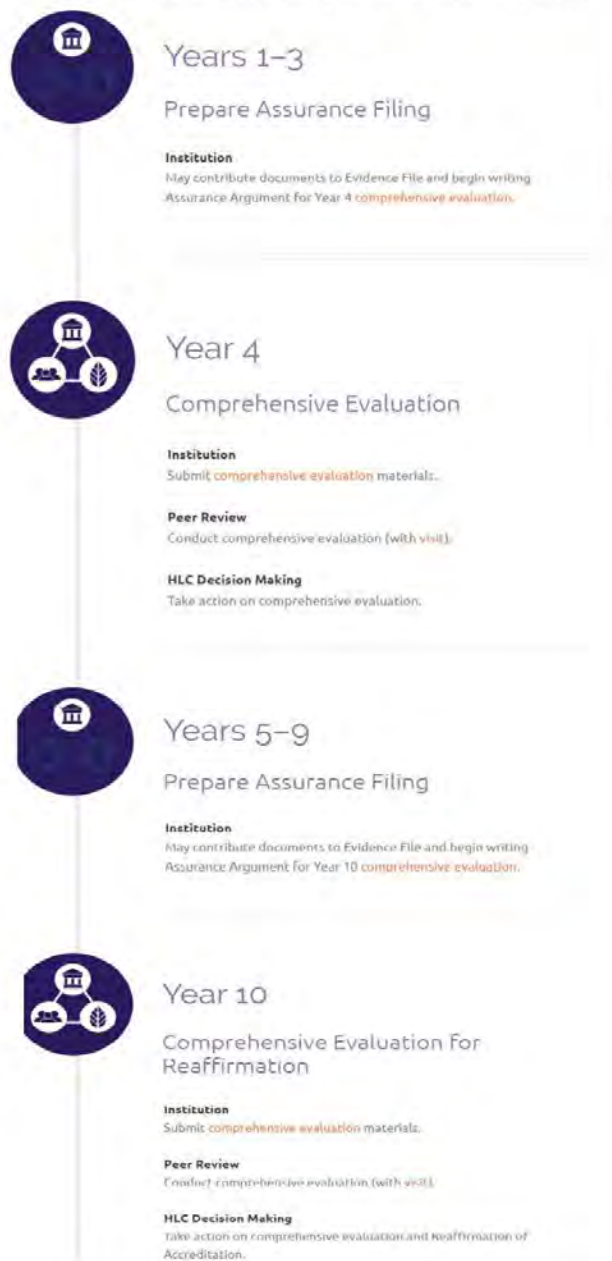 Years 1–3
Prepare Assurance Filing
Institution
May contribute documents to Evidence File and begin writing
Assurance Argument for Year 4 comprehensive evaluation.
Year 4
Comprehensive Evaluation
Institution
Submit comprehensive evaluation materials.
Peer Review
Conduct comprehensive evaluation (with visit).
HLC Decision Making
Take action on comprehensive evaluation.
Years 5–9
Prepare Assurance Filing
Institution
May contribute documents to Evidence File and begin writing
Assurance Argument for Year 10 comprehensive evaluation.
Year 10
Comprehensive Evaluation for
Reaffirmation
Institution
Submit comprehensive evaluation materials.
Peer Review
Conduct comprehensive evaluation (with visit).
HLC Decision Making
Take action on comprehensive evaluation and Reaffirmation of
Accreditation.